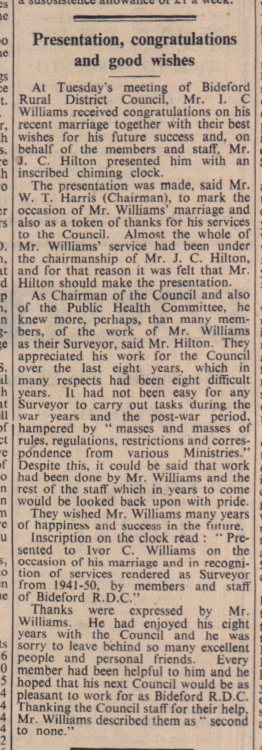 a subsistence allowance of £1 a week.
Presentation, congratulations
and good wishes
At Tuesday's meeting of Bideford
Rural District Council, Mr. I. C
Williams received congratulations on his
recent marriage together with their best
wishes for his future success and, on
behalf of the members and staff, Mr.
J. C. Hilton presented him with an
inscribed chiming clock.
The presentation was made, said Mr.
W. T. Harris (Chairman), to mark the
occasion of Mr. Williams' marriage and
also as a token of thanks for his services
to the Council. Almost the whole of
Mr. Williams' service had been under
the chairmanship of Mr. J. C. Hilton,
and for that reason it was felt that Mr.
Hilton should make the presentation.
As Chairman of the Council and also
of the Public Health Committee, he
knew more, perhaps, than many mem-
bers, of the work of Mr. Williams
as their Surveyor, said Mr. Hilton. They
appreciated his work for the Council
over the last eight years, which in
many respects had been eight difficult
years. It had not been easy for any
Surveyor to carry out tasks during the
war years and the post-war period,
hampered by " masses and masses of
rules, regulations, restrictions and corres-
pondence from various Ministries."
Despite this, it could be said that work
had been done by Mr. Williams and the
rest of the staff which in years to come
would be looked back upon with pride.
They wished Mr. Williams many years
of happiness and success in the future.
Inscription on the clock read : " Pre-
sented to Ivor C. Williams on the
occasion of his marriage and in recogni-
tion of services rendered as Surveyor
from 1941-50, by members and staff
of Bideford R.D.C."
Thanks were expressed by Mr.
Williams. He had enjoyed his eight
years with the Council and he was
sorry to leave behind so many excellent
people and personal friends. Every
member had been helpful to him and he
hoped that his next Council would be as
pleasant to work for as Bideford R.D.C.
Thanking the Council staff for their help,
Mr. Williams described them as " second
to none."